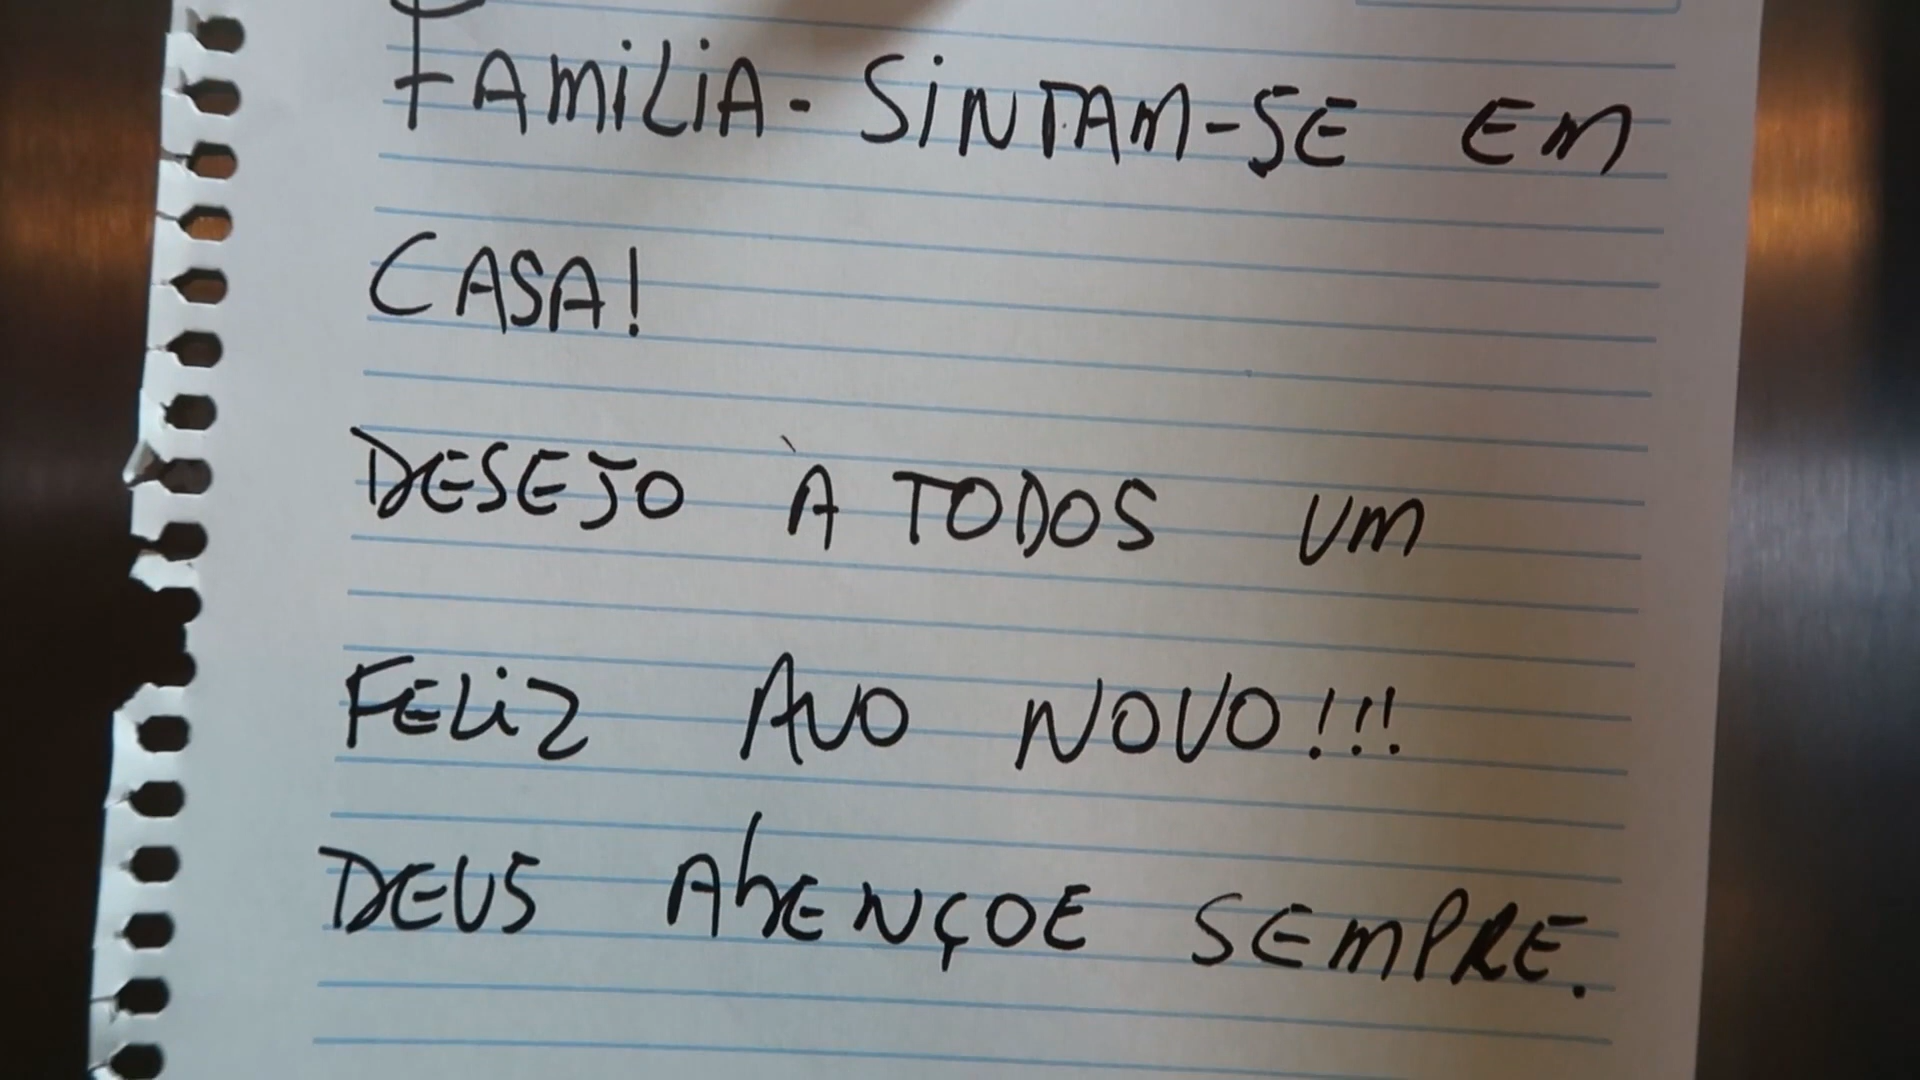 FAMILIA - SINTAM-SE EM
CASA!
DESEJO À TODOS UM
FELIZ ANO NOVO!!!
DEUS AbENÇOE SEMPRE.